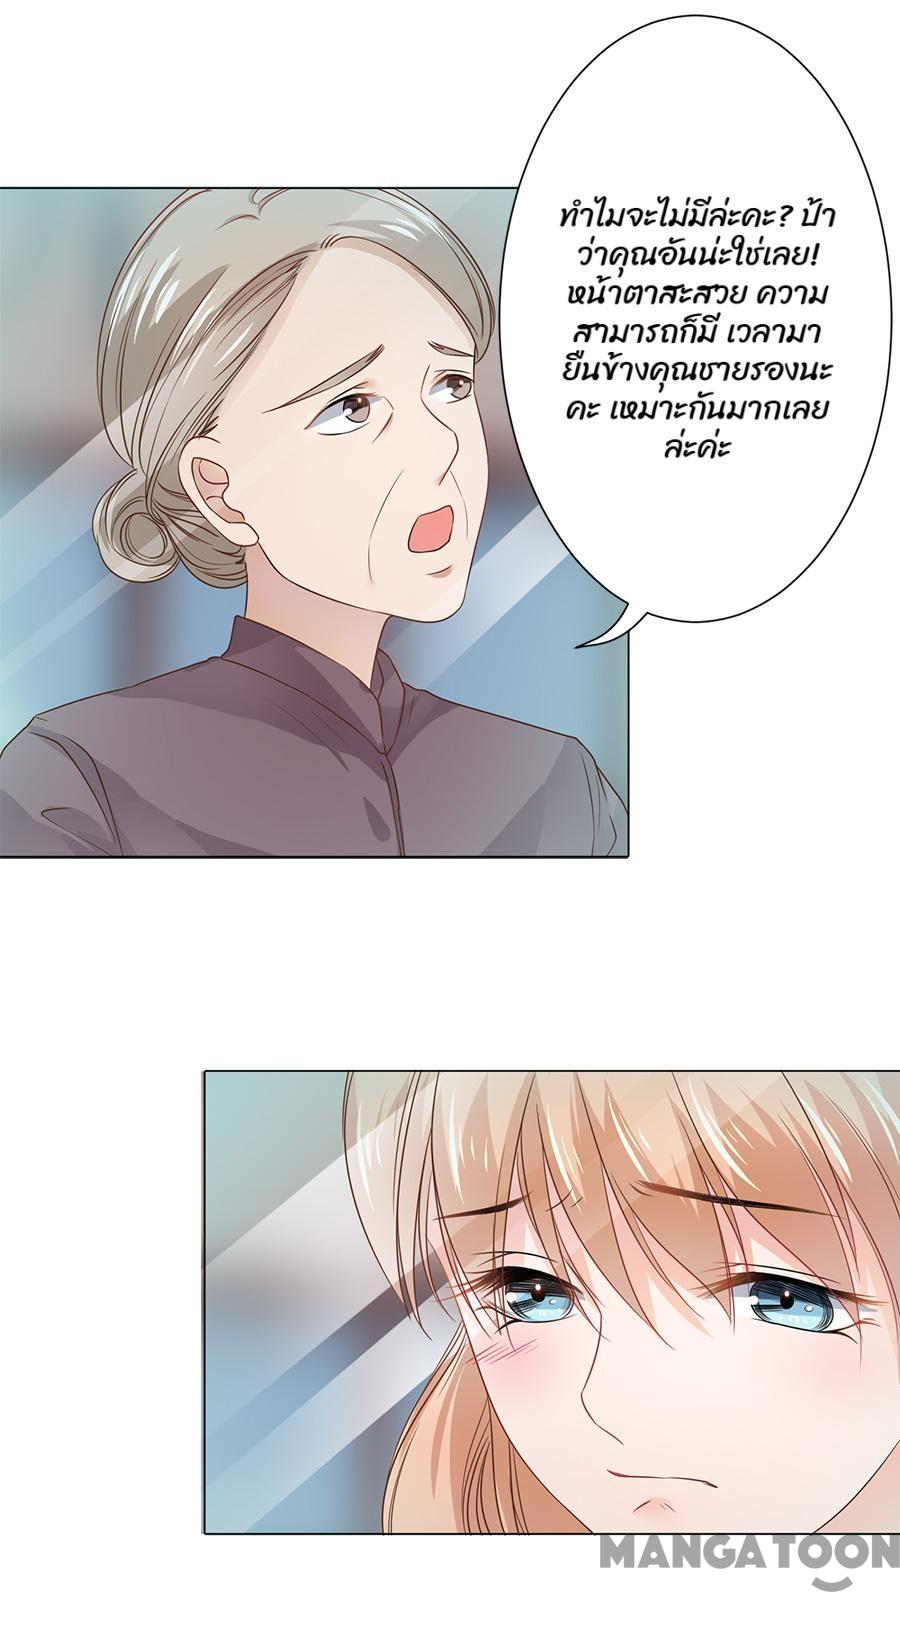 ทำไมจะไม่มีล่ะคะ? ป้า
ว่าคุณอันน่ะใช่เลย!
หน้าตาสะสวย ความ
สามารถก็มี เวลามา
ยืนข้างคุณชายรองนะ
คะ เหมาะกันมากเลย
ล่ะค่ะ
MANGATOON